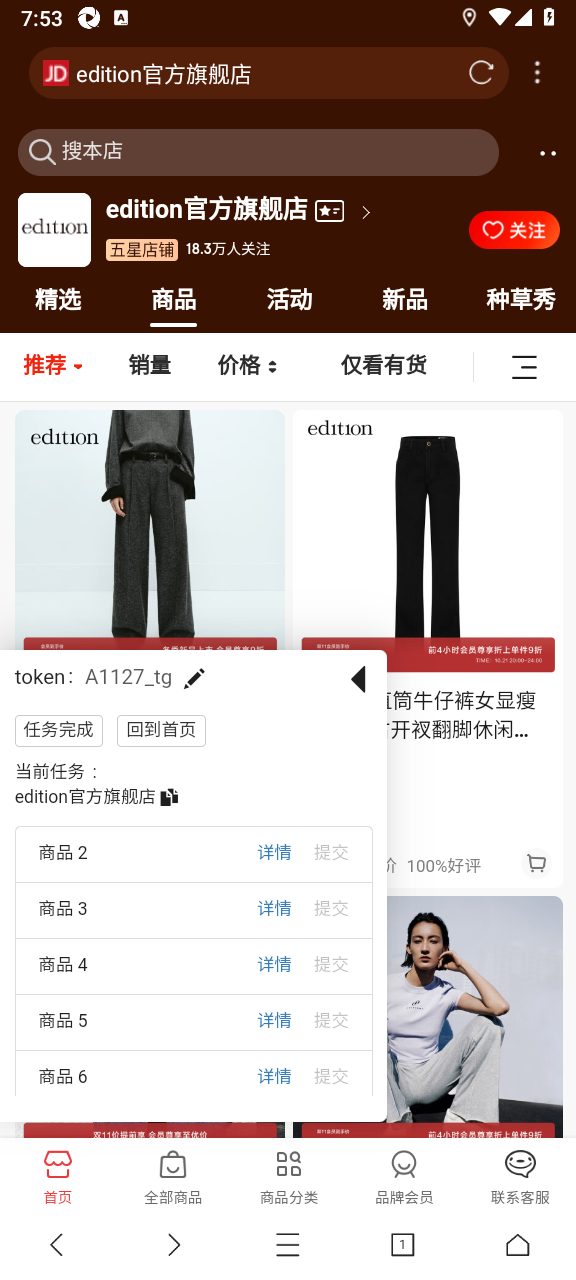 7:53
JD edition官方旗舰店
搜本店
edition
edition官方旗舰店
五星店铺 18.3万人关注
关注
精选 商品 活动 新品 种草秀
推荐 销量 价格 仅看有货
edition
edition
前4小时会员尊享折上单件9折
TIME: 10.21 20:00-24:00
token: A1127_tg
直筒牛仔裤女显瘦
开衩翻脚休闲...
任务完成 回到首页
当前任务：
edition官方旗舰店
商品 2 详情 提交
100%好评
商品 3 详情 提交
商品 4 详情 提交
商品 5 详情 提交
商品 6 详情 提交
双11价提前享 会员尊享至优价
前4小时会员尊享折上单件9折
首页 全部商品 商品分类 品牌会员 联系客服
1